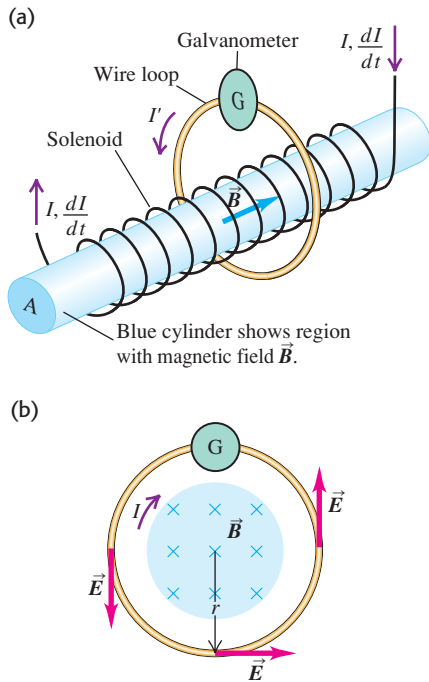 (a)
Galvanometer
I, dI/dt
Wire loop
G
I'
Solenoid
I, dI/dt
B⃗
A
Blue cylinder shows region
with magnetic field B⃗.
(b)
G
I
E⃗
B⃗
E⃗
r
E⃗